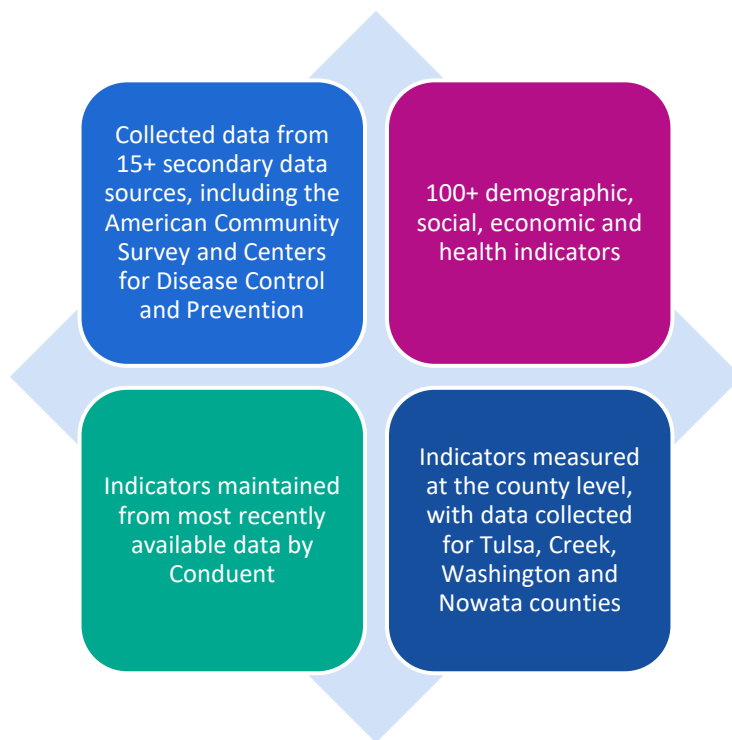 Collected data from
15+ secondary data
sources, including the
American Community
Survey and Centers
for Disease Control
and Prevention
100+ demographic,
social, economic and
health indicators
Indicators maintained
from most recently
available data by
Conduent
Indicators measured
at the county level,
with data collected
for Tulsa, Creek,
Washington and
Nowata counties